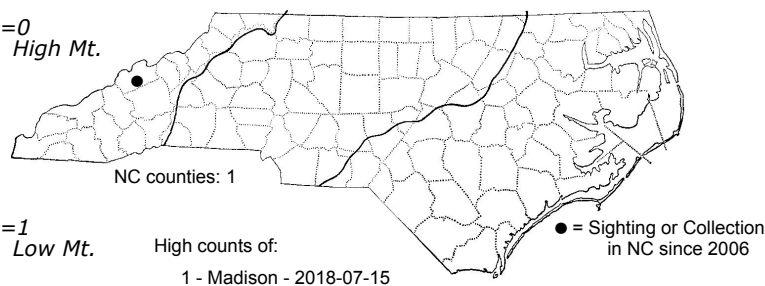 =0
High Mt.
NC counties: 1
=1
Low Mt.
High counts of:
1 - Madison - 2018-07-15
● = Sighting or Collection
in NC since 2006